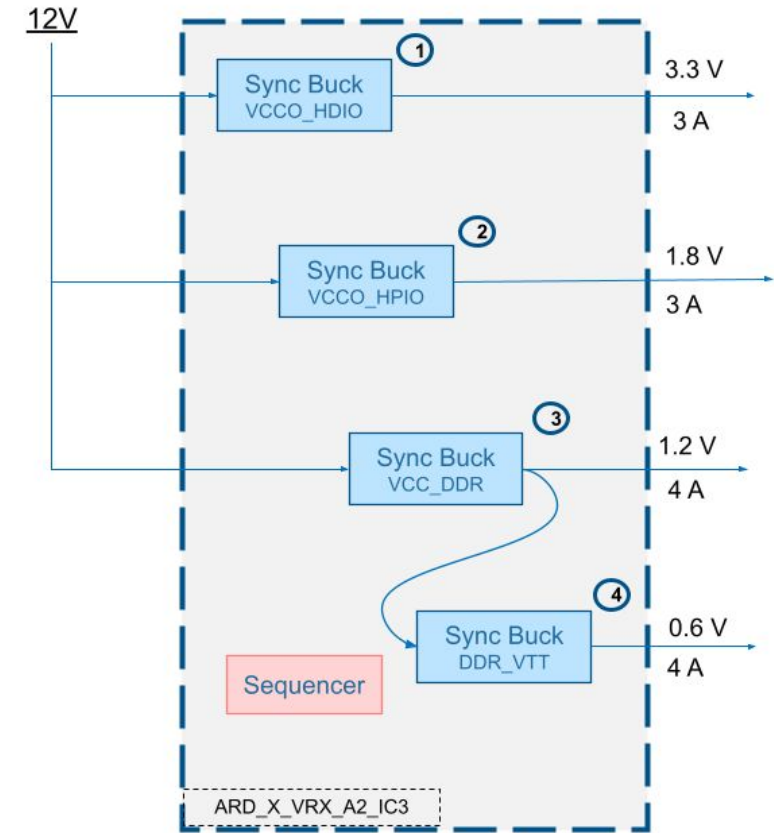 12V
1
Sync Buck
VCCO_HDIO
3.3 V
3 A
2
Sync Buck
VCCO_HPIO
1.8 V
3 A
3
Sync Buck
VCC_DDR
1.2 V
4 A
4
Sync Buck
DDR_VTT
0.6 V
4 A
Sequencer
ARD_X_VRX_A2_IC3